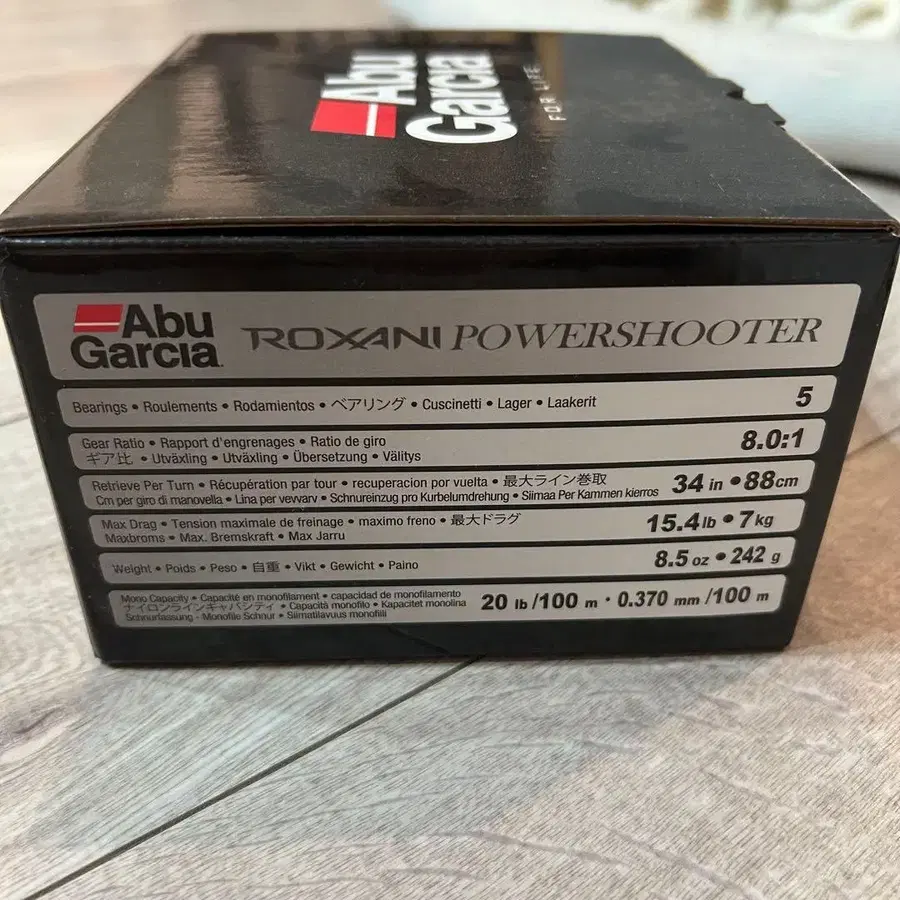 Abu
Garcia
FOR LIFE
Abu
Garcia
ROXANI POWERSHOOTER
Bearings • Roulements • Rodamientos • ベアリング • Cuscinetti • Lager • Laakerit
5
Gear Ratio • Rapport d'engrenages • Ratio de giro
ギア比 • Utväxling • Utväxling • Übersetzung • Välitys
8.0:1
Retrieve Per Turn • Récupération par tour • recuperacion por vuelta • 最大ライン巻取
Cm per giro di manovella • Lina per vevvarv • Schnureinzug pro Kurbelumdrehung • Siimaa Per Kammen kierros
34 in • 88cm
Max Drag • Tension maximale de freinage • maximo freno • 最大ドラグ
Maxbroms • Max. Bremskraft • Max Jarru
15.4lb • 7kg
Weight • Poids • Peso • 自重 • Vikt • Gewicht • Paino
8.5 oz • 242 g
Mono Capacity • Capacité en monofilament • capacidad de monofilamento
ナイロンラインキャパシティ • Capacità monofilo • Kapacitet monolina
Schnurfassung - Monofile Schnur • Siimatilavuus monofiili
20 lb /100 m · 0.370 mm /100 m